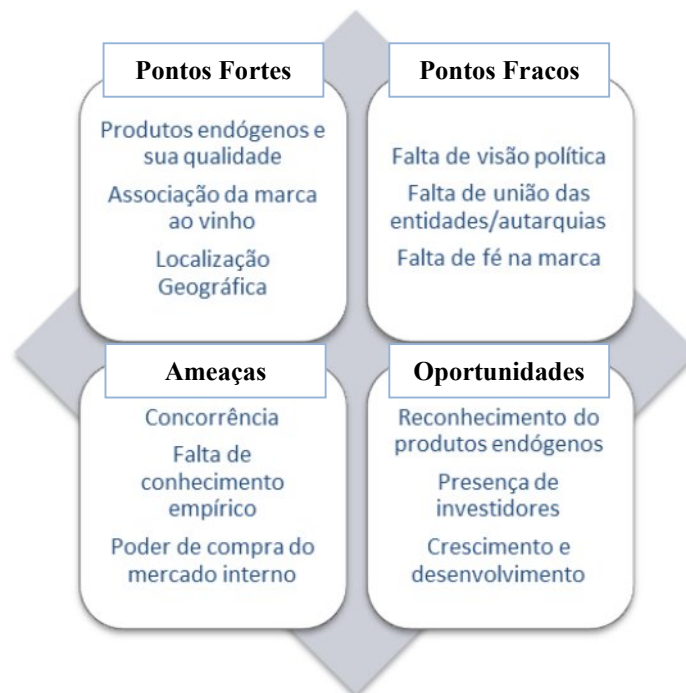 Pontos Fortes
Produtos endógenos e
sua qualidade
Associação da marca
ao vinho
Localização
Geográfica
Pontos Fracos
Falta de visão política
Falta de união das
entidades/autarquias
Falta de fé na marca
Ameaças
Concorrência
Falta de
conhecimento
empírico
Poder de compra do
mercado interno
Oportunidades
Reconhecimento do
produtos endógenos
Presença de
investidores
Crescimento e
desenvolvimento